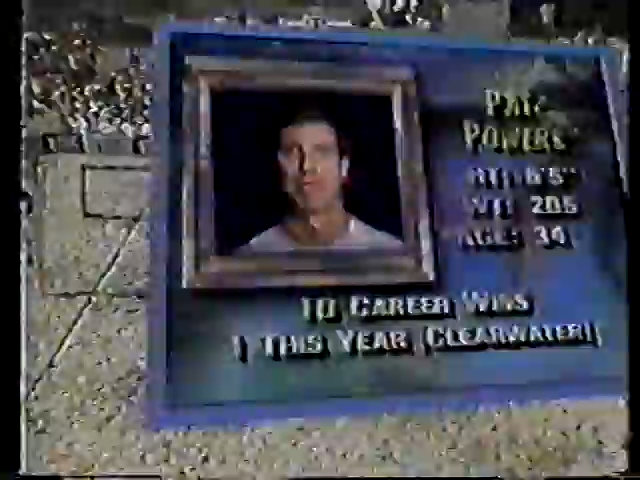 PAT
POWERS
HT: 6'5"
WT: 205
AGE: 34
10 CAREER WINS
1 THIS YEAR (CLEARWATER)